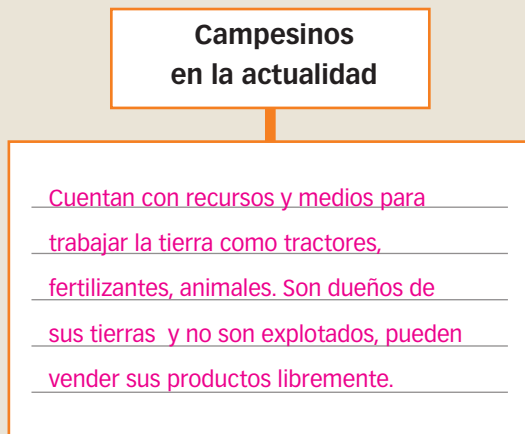 Campesinos
en la actualidad
Cuentan con recursos y medios para
trabajar la tierra como tractores,
fertilizantes, animales. Son dueños de
sus tierras y no son explotados, pueden
vender sus productos libremente.